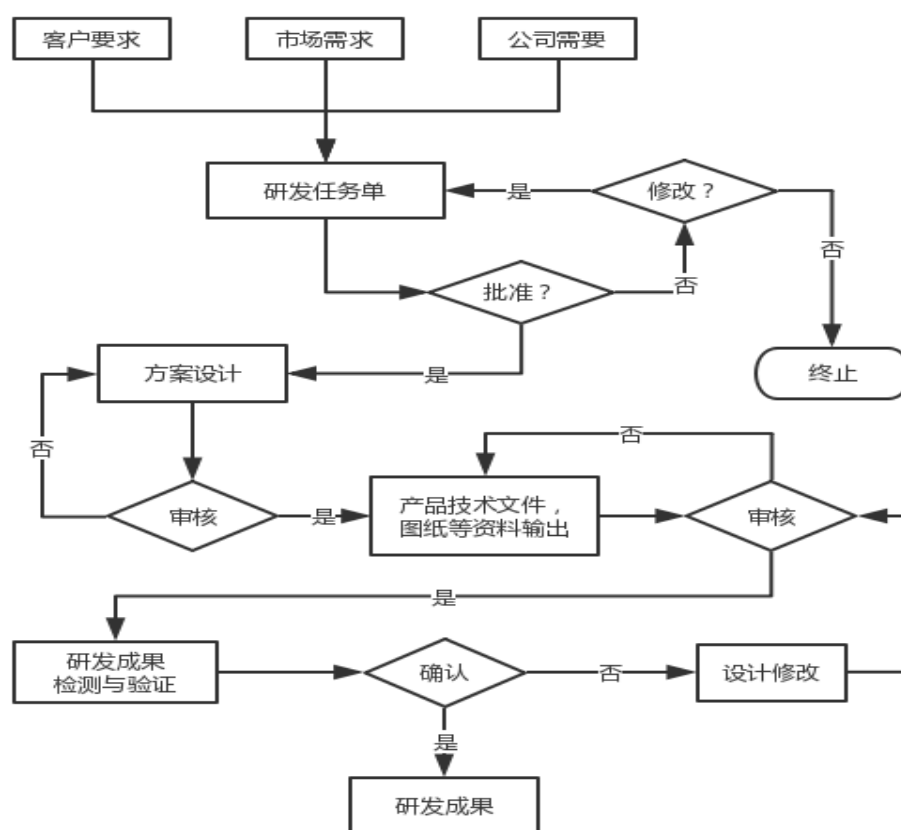 客户要求
市场需求
公司需要
研发任务单
是
修改？
否
批准？
否
方案设计
是
终止
否
否
审核
是
产品技术文件，
图纸等资料输出
审核
是
研发成果
检测与验证
确认
否
设计修改
是
研发成果